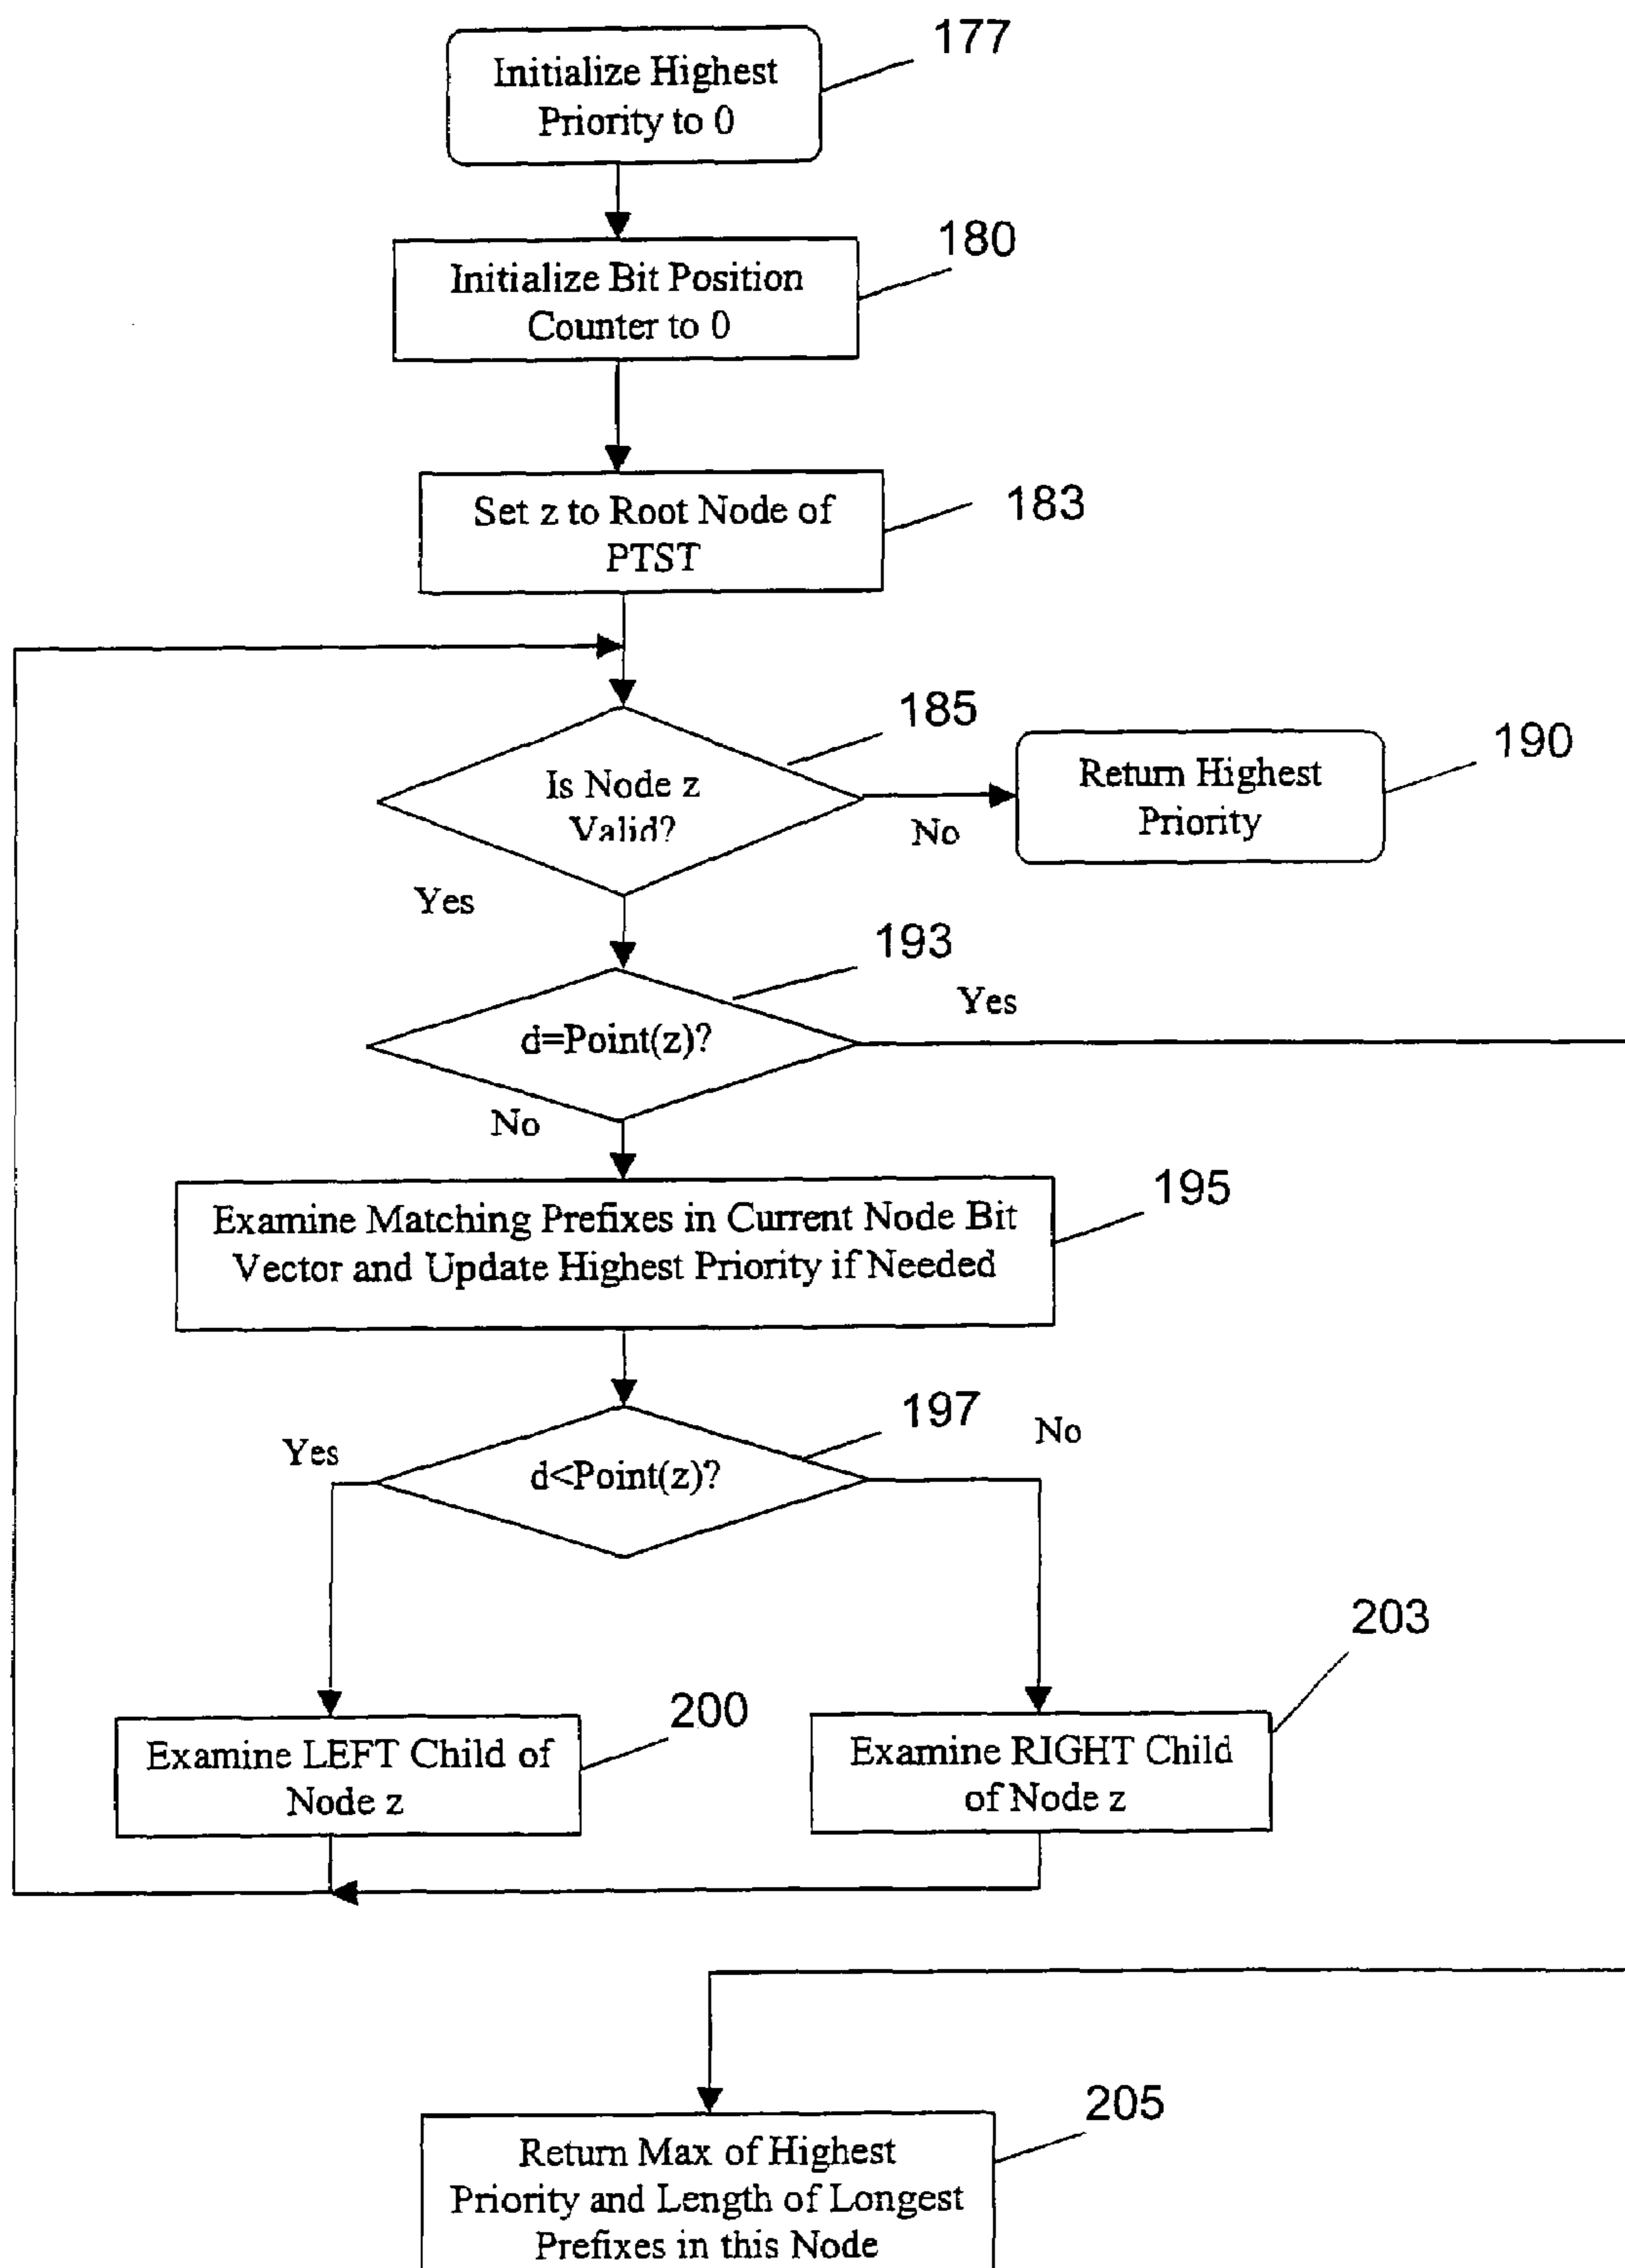 Initialize Highest
Priority to 0
177
Initialize Bit Position
Counter to 0
180
Set z to Root Node of
PTST
183
Is Node z
Valid?
185
No
Return Highest
Priority
190
Yes
d=Point(z)?
193
Yes
No
Examine Matching Prefixes in Current Node Bit
Vector and Update Highest Priority if Needed
195
Yes
d<Point(z)?
197
No
Examine LEFT Child of
Node z
200
Examine RIGHT Child
of Node z
203
Return Max of Highest
Priority and Length of Longest
Prefixes in this Node
205